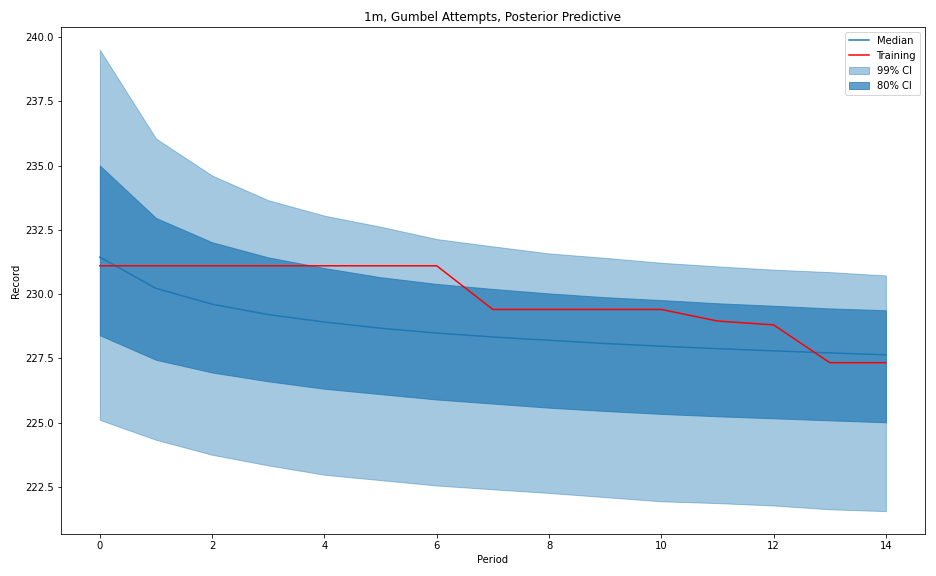 1m, Gumbel Attempts, Posterior Predictive
240.0
237.5
235.0
232.5
230.0
227.5
225.0
222.5
Record
Median
Training
99% CI
80% CI
0 2 4 6 8 10 12 14
Period